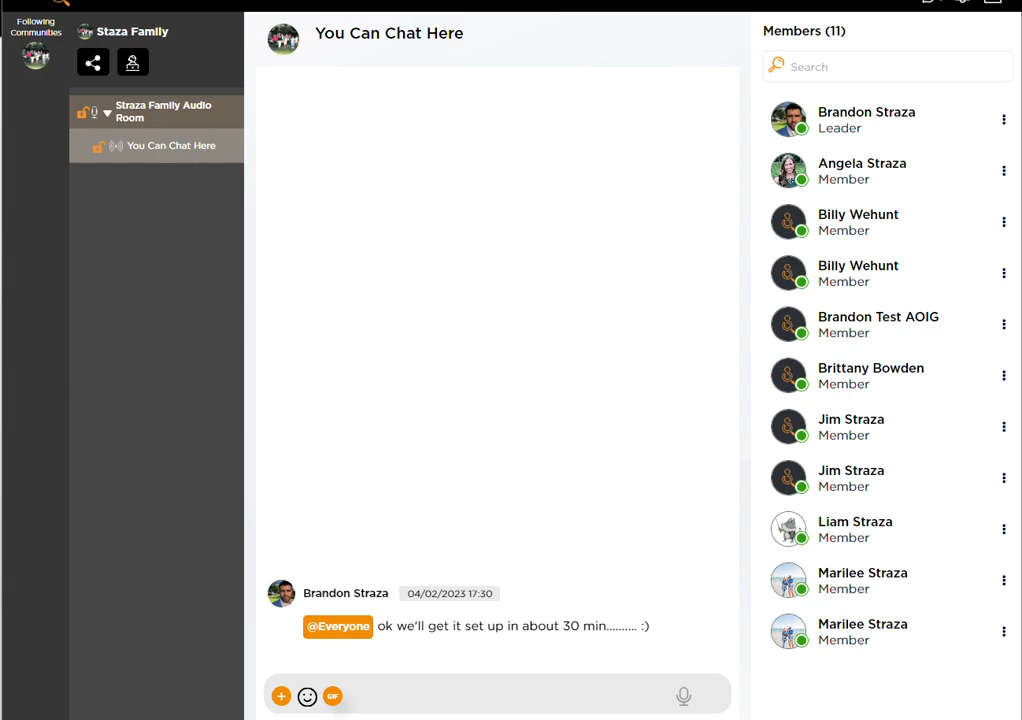 Following
Communities
Staza Family
Straza Family Audio
Room
You Can Chat Here
You Can Chat Here
Brandon Straza 04/02/2023 17:30
@Everyone ok we'll get it set up in about 30 min.......... :)
GIF
Members (11)
Search
Brandon Straza
Leader
Angela Straza
Member
Billy Wehunt
Member
Billy Wehunt
Member
Brandon Test AOIG
Member
Brittany Bowden
Member
Jim Straza
Member
Jim Straza
Member
Liam Straza
Member
Marilee Straza
Member
Marilee Straza
Member